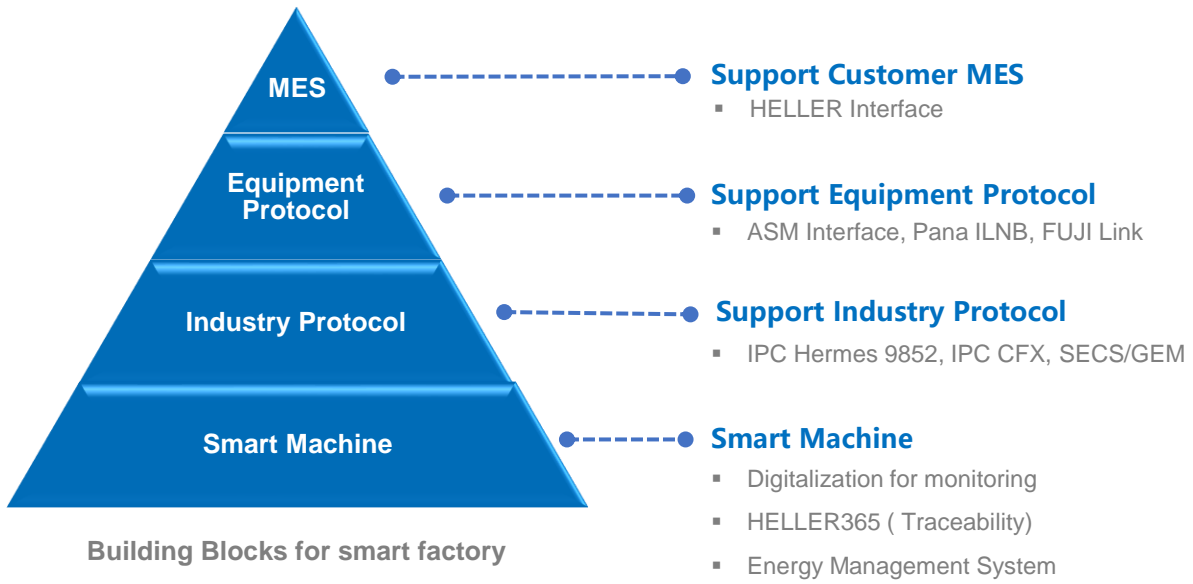 MES
Support Customer MES
▪ HELLER Interface
Equipment
Protocol
Support Equipment Protocol
▪ ASM Interface, Pana ILNB, FUJI Link
Industry Protocol
Support Industry Protocol
▪ IPC Hermes 9852, IPC CFX, SECS/GEM
Smart Machine
Smart Machine
▪ Digitalization for monitoring
▪ HELLER365 ( Traceability)
▪ Energy Management System
Building Blocks for smart factory